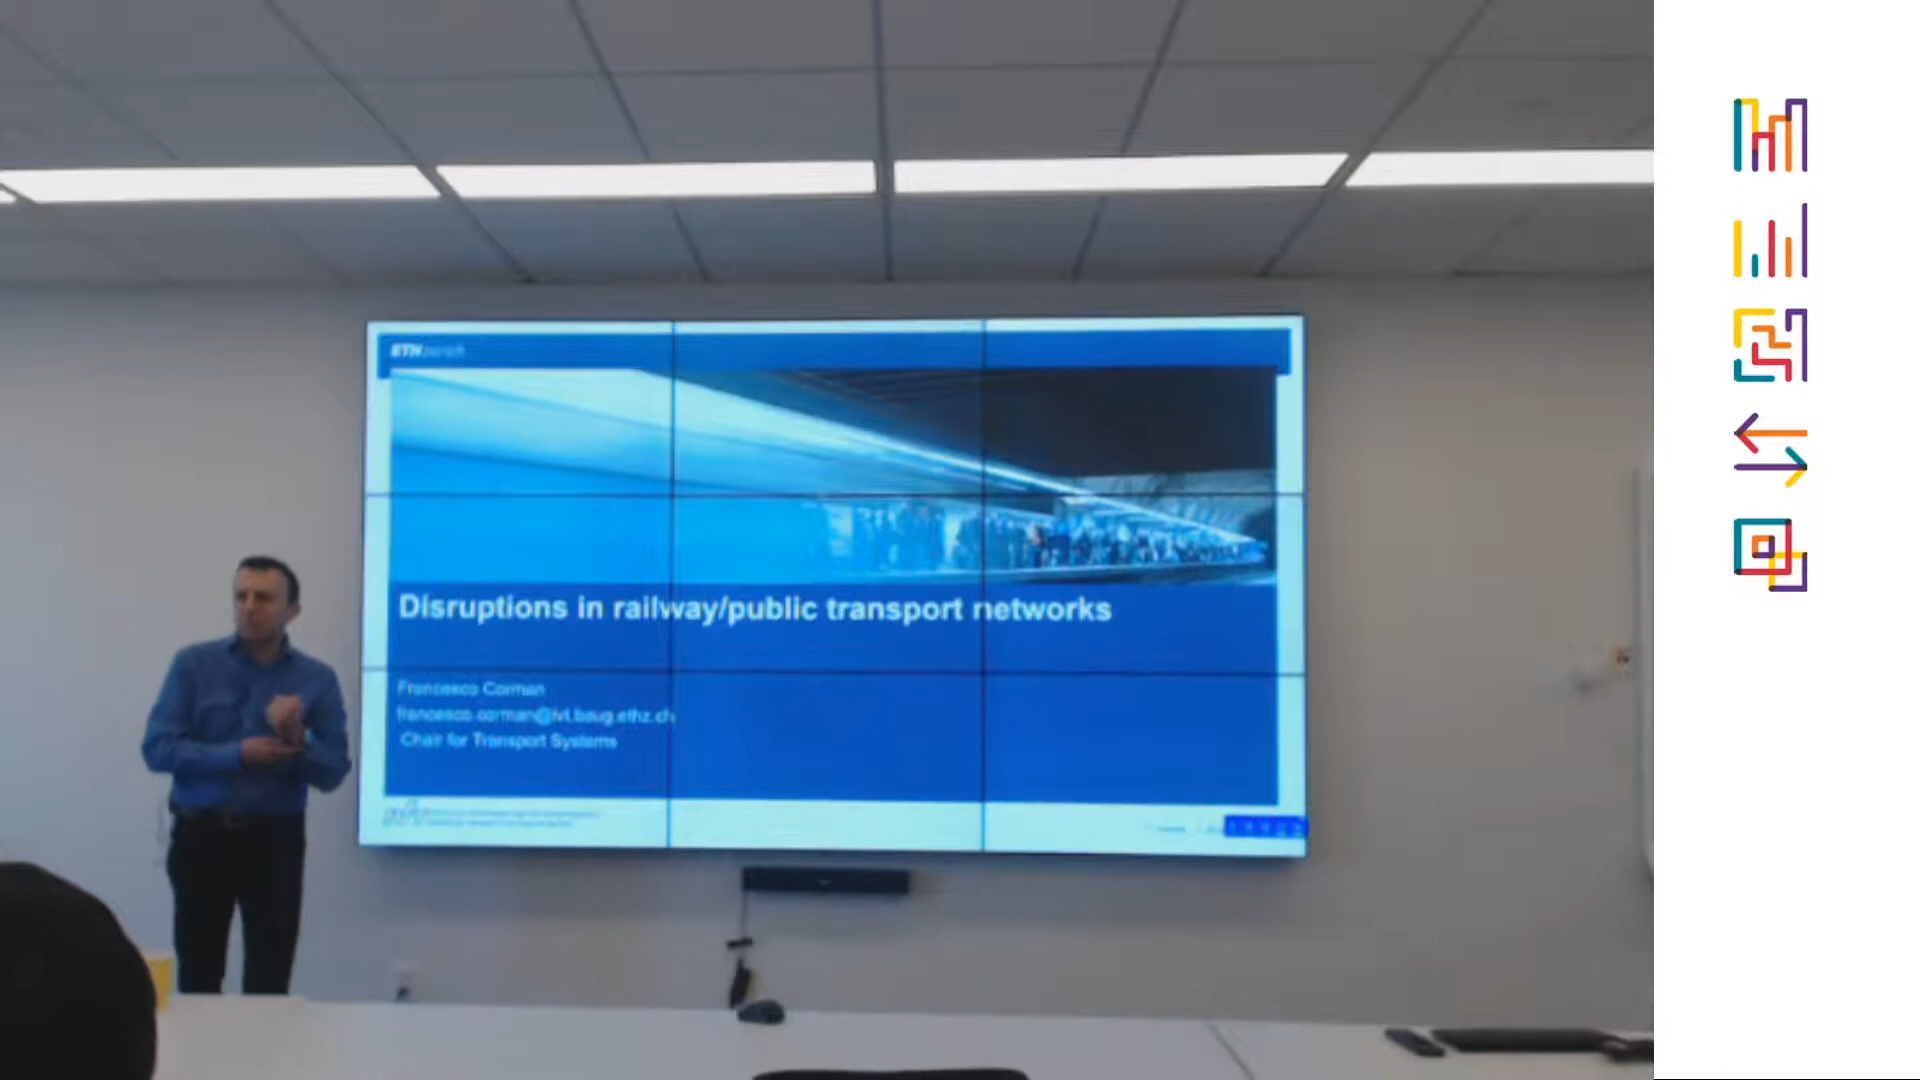 ETH zürich
Disruptions in railway/public transport networks
Francesco Corman
francesco.corman@ivt.baug.ethz.ch
Chair for Transport Systems